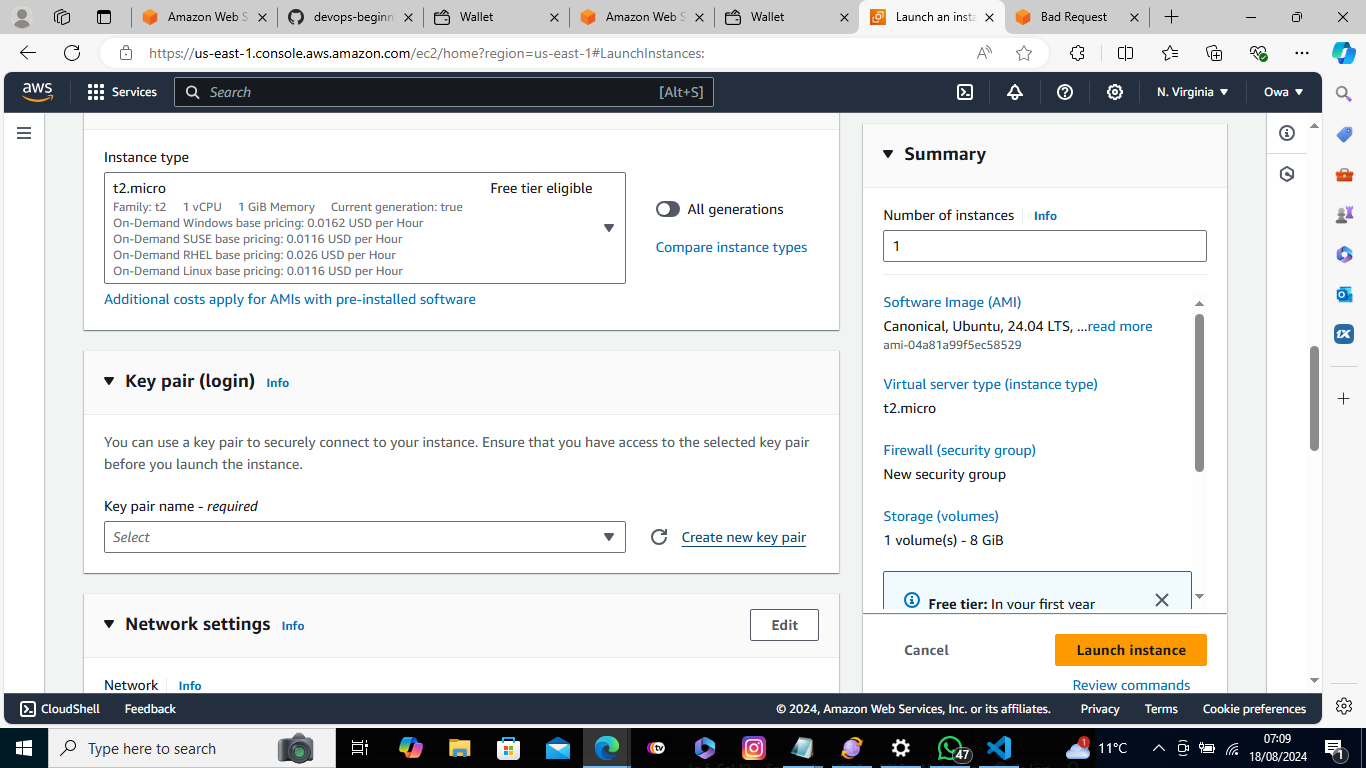 Amazon Web S
devops-beginn
Wallet
Amazon Web S
Wallet
Launch an insta
Bad Request
https://us-east-1.console.aws.amazon.com/ec2/home?region=us-east-1#LaunchInstances:
aws
Services
Search
[Alt+S]
N. Virginia
Owa
Instance type
t2.micro
Free tier eligible
Family: t2 1 vCPU 1 GiB Memory Current generation: true
On-Demand Windows base pricing: 0.0162 USD per Hour
On-Demand SUSE base pricing: 0.0116 USD per Hour
On-Demand RHEL base pricing: 0.026 USD per Hour
On-Demand Linux base pricing: 0.0116 USD per Hour
All generations
Compare instance types
Additional costs apply for AMIs with pre-installed software
Key pair (login) Info
You can use a key pair to securely connect to your instance. Ensure that you have access to the selected key pair
before you launch the instance.
Key pair name - required
Select
Create new key pair
Network settings Info
Edit
Network Info
Summary
Number of instances Info
1
Software Image (AMI)
Canonical, Ubuntu, 24.04 LTS, ...read more
ami-04a81a99f5ec58529
Virtual server type (instance type)
t2.micro
Firewall (security group)
New security group
Storage (volumes)
1 volume(s) - 8 GiB
Free tier: In your first year
Cancel
Launch instance
Review commands
CloudShell
Feedback
© 2024, Amazon Web Services, Inc. or its affiliates.
Privacy
Terms
Cookie preferences
Type here to search
tv
47
1
11°C
07:09
18/08/2024
1